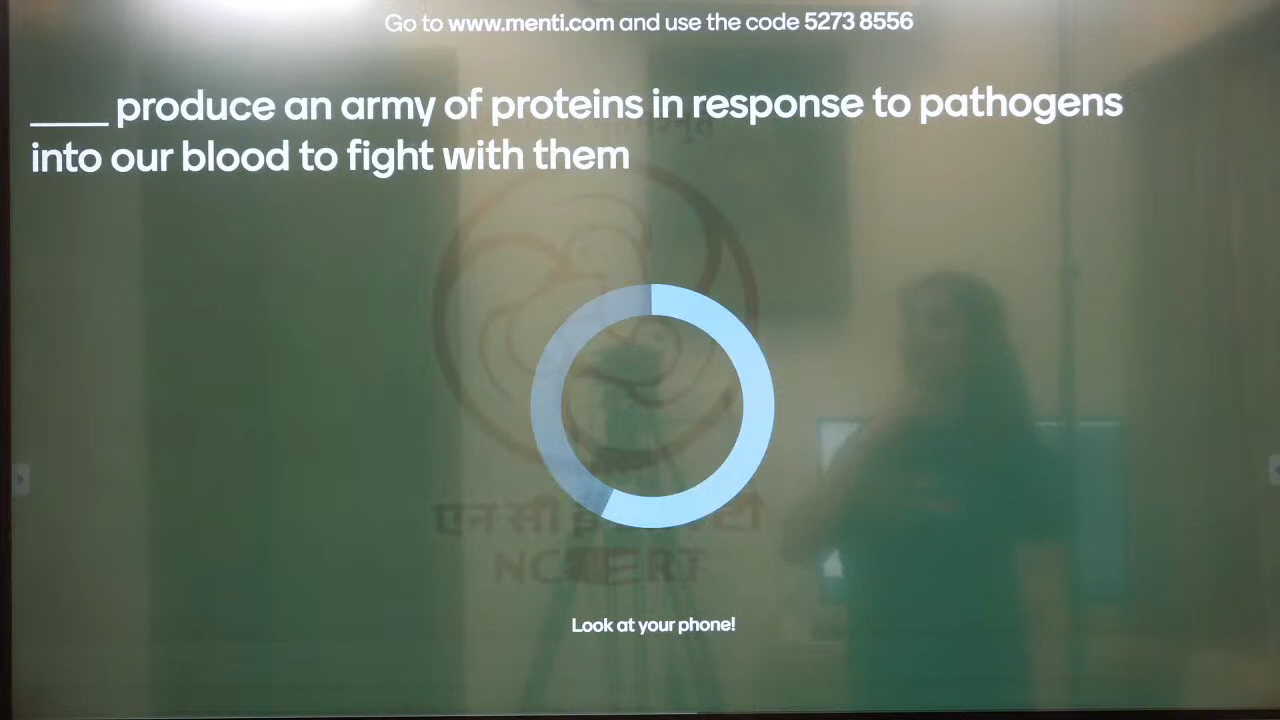 Go to www.menti.com and use the code 5273 8556
____ produce an army of proteins in response to pathogens
into our blood to fight with them
Look at your phone!